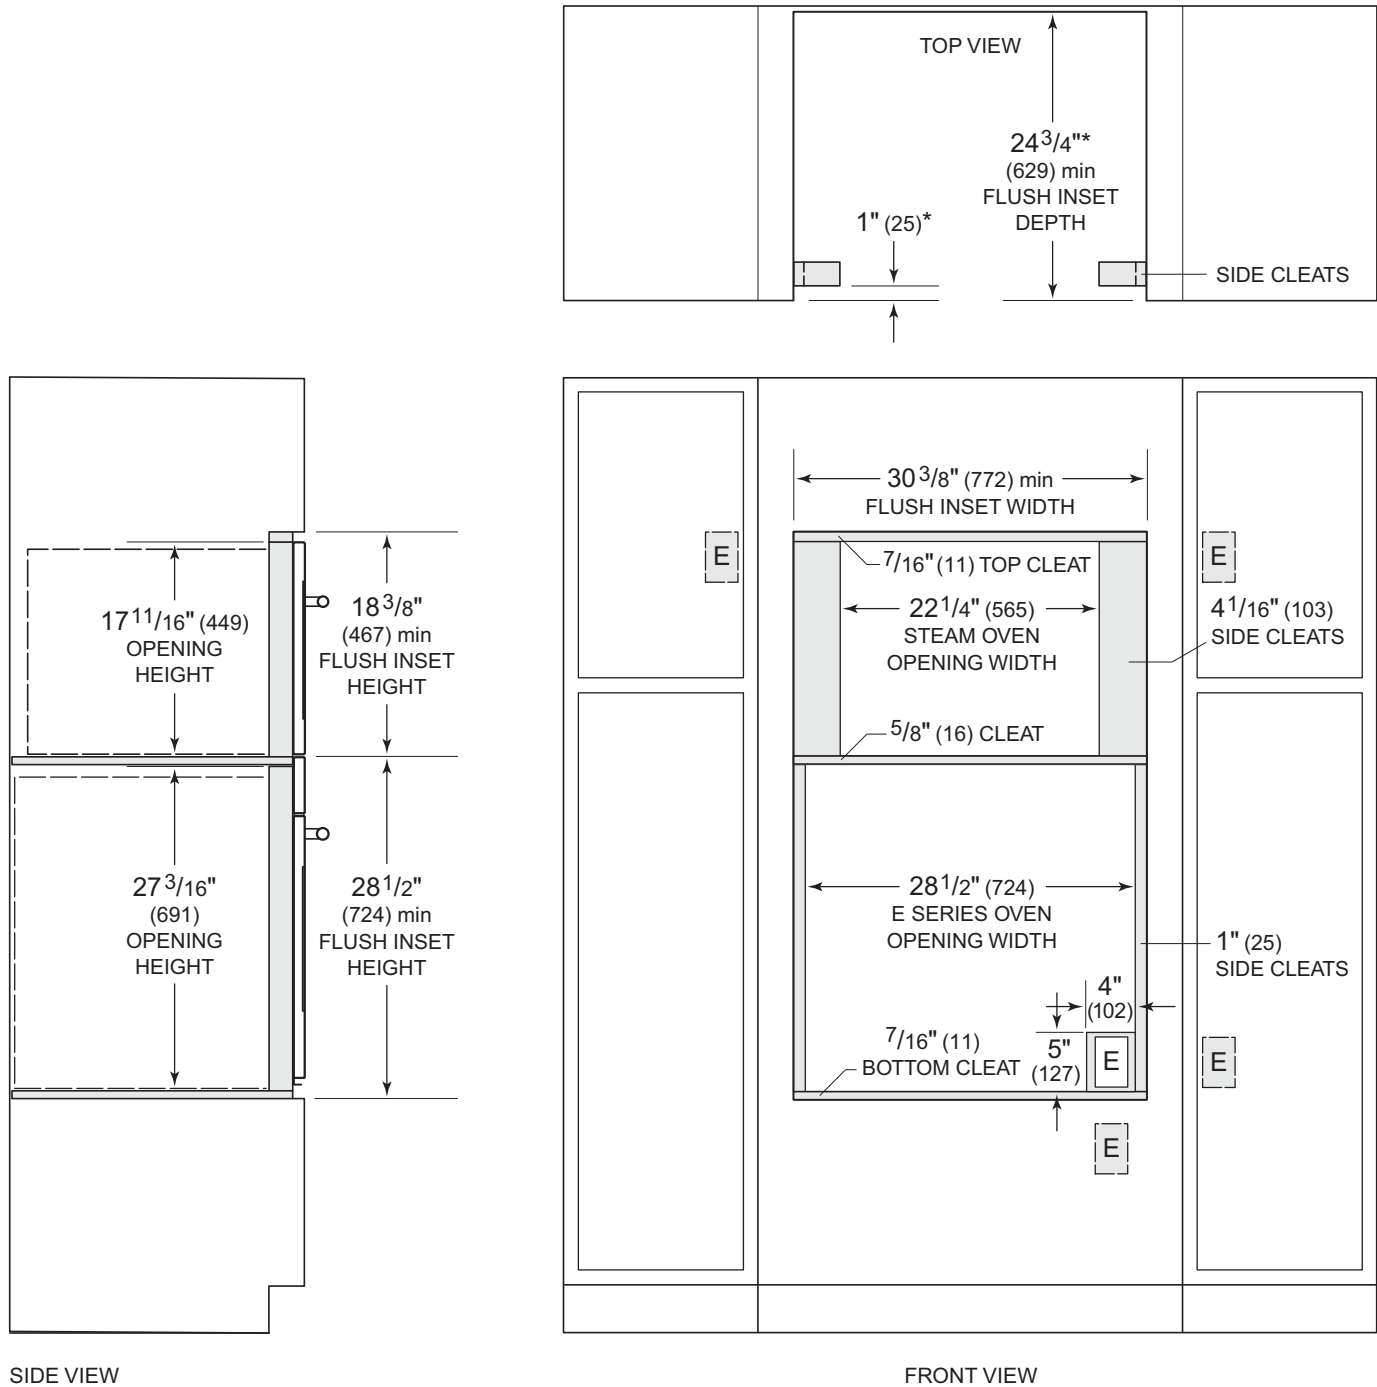 TOP VIEW
24 3/4"*
(629) min
FLUSH INSET
DEPTH
1" (25)*
SIDE CLEATS
30 3/8" (772) min
FLUSH INSET WIDTH
E
7/16" (11) TOP CLEAT
E
17 11/16" (449)
OPENING
HEIGHT
18 3/8"
(467) min
FLUSH INSET
HEIGHT
22 1/4" (565)
STEAM OVEN
OPENING WIDTH
4 1/16" (103)
SIDE CLEATS
5/8" (16) CLEAT
27 3/16"
(691)
OPENING
HEIGHT
28 1/2"
(724) min
FLUSH INSET
HEIGHT
28 1/2" (724)
E SERIES OVEN
OPENING WIDTH
1" (25)
SIDE CLEATS
4"
(102)
7/16" (11)
BOTTOM CLEAT
5"
(127)
E
E
E
SIDE VIEW
FRONT VIEW